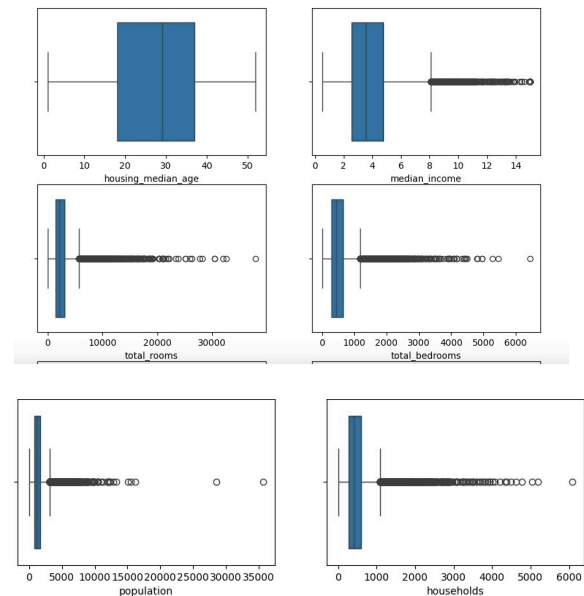 0 10 20 30 40 50
housing_median_age
0 2 4 6 8 10 12 14
median_income
0 10000 20000 30000
total_rooms
0 1000 2000 3000 4000 5000 6000
total_bedrooms
0 5000 10000 15000 20000 25000 30000 35000
population
0 1000 2000 3000 4000 5000 6000
households